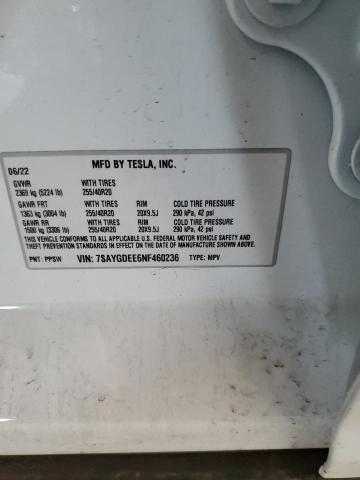 06/22 MFD BY TESLA, INC.
GVWR WITH TIRES
2369 kg (5224 lb) 255/40R20
GAWR FRT WITH TIRES RIM COLD TIRE PRESSURE
1363 kg (3004 lb) 255/40R20 20X9.5J 290 kPa, 42 psi
GAWR RR WITH TIRES RIM COLD TIRE PRESSURE
1500 kg (3306 lb) 255/40R20 20X9.5J 290 kPa, 42 psi
THIS VEHICLE CONFORMS TO ALL APPLICABLE U.S. FEDERAL MOTOR VEHICLE SAFETY AND
THEFT PREVENTION STANDARDS IN EFFECT ON THE DATE OF MANUFACTURE SHOWN ABOVE.
PNT: PPSW VIN: 7SAYGDEE6NF460236 TYPE: MPV